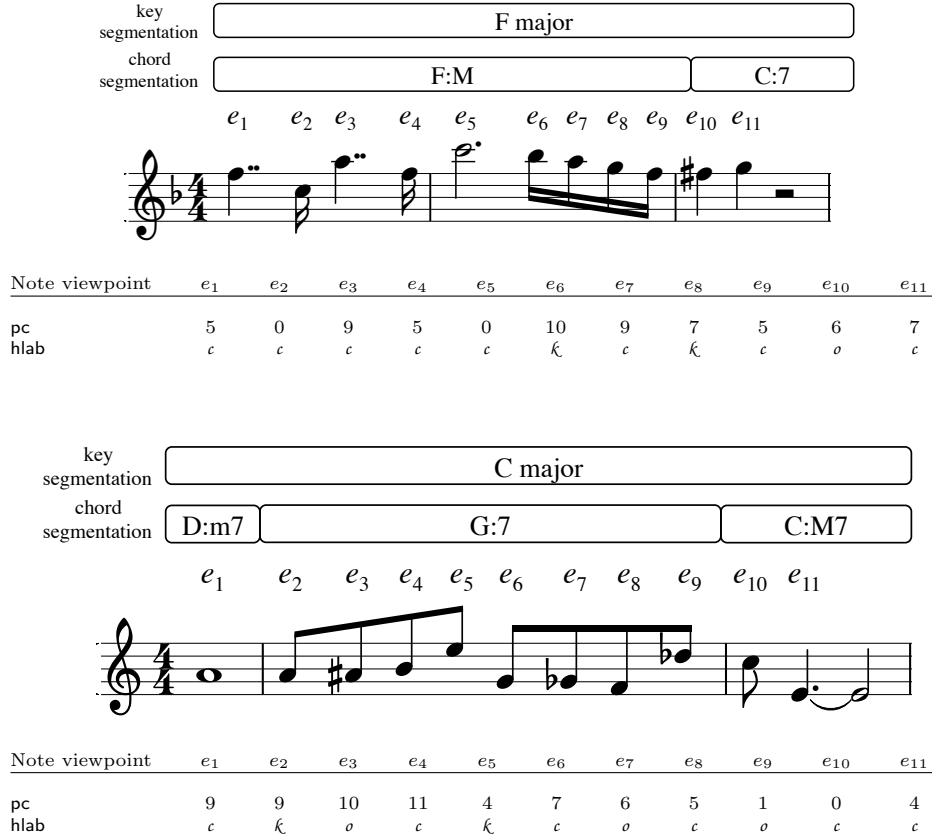 key
segmentation
F major
chord
segmentation
F:M C:7
e₁ e₂ e₃ e₄ e₅ e₆ e₇ e₈ e₉ e₁₀ e₁₁
4
4
Note viewpoint e₁ e₂ e₃ e₄ e₅ e₆ e₇ e₈ e₉ e₁₀ e₁₁
pc 5 0 9 5 0 10 9 7 5 6 7
hlab c c c c c k c k c o c
key
segmentation
C major
chord
segmentation
D:m7 G:7 C:M7
e₁ e₂ e₃ e₄ e₅ e₆ e₇ e₈ e₉ e₁₀ e₁₁
4
4
Note viewpoint e₁ e₂ e₃ e₄ e₅ e₆ e₇ e₈ e₉ e₁₀ e₁₁
pc 9 9 10 11 4 7 6 5 1 0 4
hlab c k o c k c o c o c c